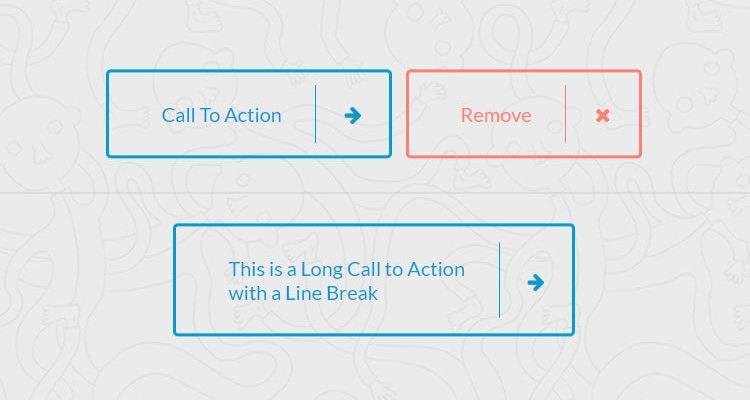 Call To Action
Remove
This is a Long Call to Action
with a Line Break